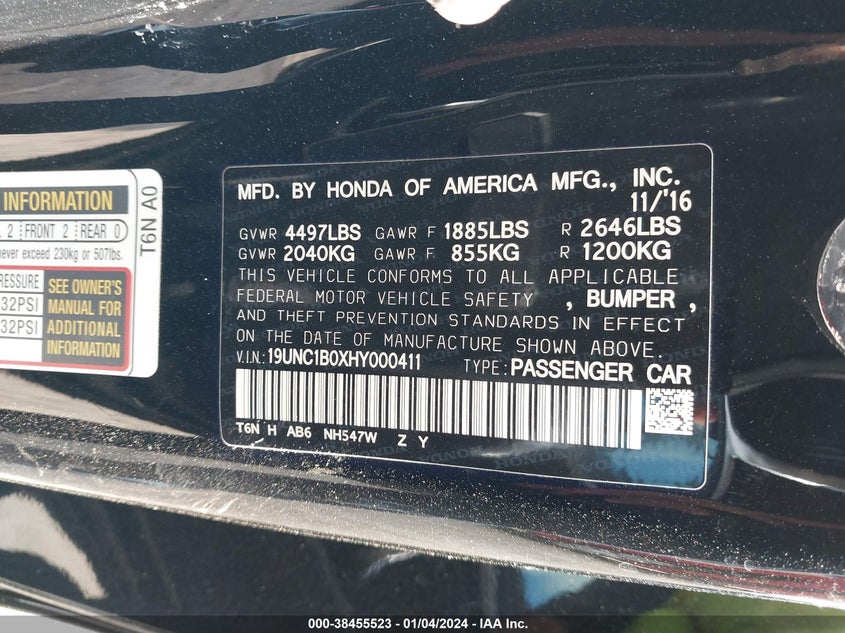 INFORMATION
2 FRONT 2 REAR 0
never exceed 230kg or 507lbs.
PRESSURE
32PSI
32PSI
SEE OWNER'S
MANUAL FOR
ADDITIONAL
INFORMATION
T6N A0
MFD. BY HONDA OF AMERICA MFG., INC.
11/'16
GVWR 4497LBS GAWR F 1885LBS R 2646LBS
GVWR 2040KG GAWR F 855KG R 1200KG
THIS VEHICLE CONFORMS TO ALL APPLICABLE
FEDERAL MOTOR VEHICLE SAFETY , BUMPER ,
AND THEFT PREVENTION STANDARDS IN EFFECT
ON THE DATE OF MANUFACTURE SHOWN ABOVE.
V.I.N.: 19UNC1B0XHY000411 TYPE: PASSENGER CAR
T6N H AB6 NH547W Z Y
000-38455523 - 01/04/2024 - IAA Inc.